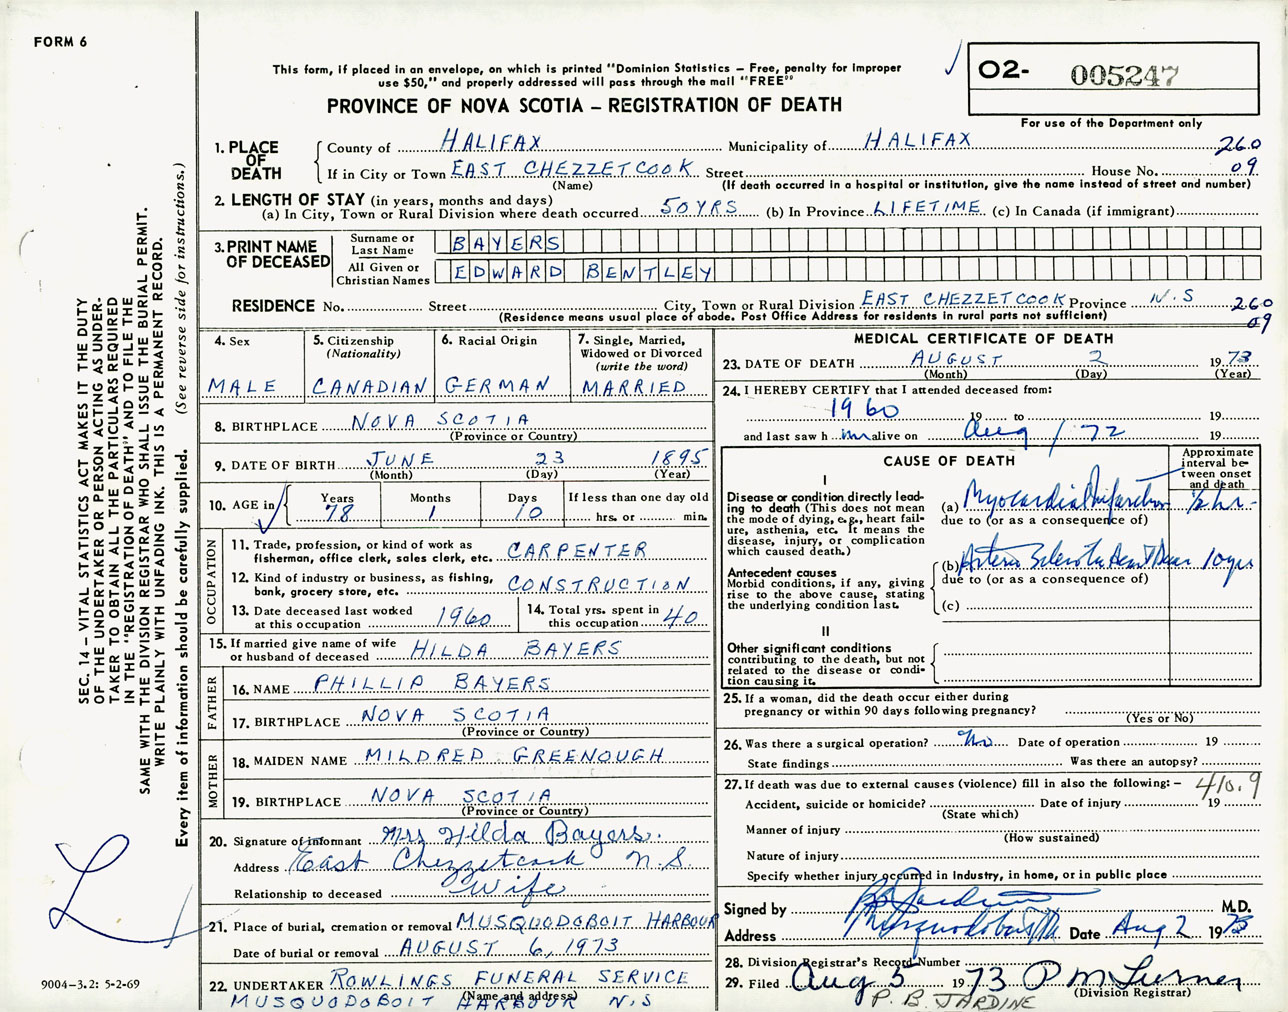 FORM 6
This form, if placed in an envelope, on which is printed "Dominion Statistics – Free, penalty for improper
use $50," and properly addressed will pass through the mail "FREE"
PROVINCE OF NOVA SCOTIA – REGISTRATION OF DEATH
02- 005247
For use of the Department only
1. PLACE OF DEATH
County of HALIFAX Municipality of HALIFAX 260
If in City or Town EAST CHEZZETCOOK Street House No. 09
(Name) (If death occurred in a hospital or institution, give the name instead of street and number)
2. LENGTH OF STAY (in years, months and days)
(a) In City, Town or Rural Division where death occurred 50 YRS (b) In Province LIFETIME (c) In Canada (if immigrant)
3. PRINT NAME OF DECEASED
Surname or Last Name BAYERS
All Given or Christian Names EDWARD BENTLEY
RESIDENCE No. Street City, Town or Rural Division EAST CHEZZETCOOK Province N.S 260
(Residence means usual place of abode. Post Office Address for residents in rural parts not sufficient) 09
4. Sex
MALE
5. Citizenship
(Nationality)
CANADIAN
6. Racial Origin
GERMAN
7. Single, Married,
Widowed or Divorced
(write the word)
MARRIED
8. BIRTHPLACE NOVA SCOTIA
(Province or Country)
9. DATE OF BIRTH JUNE 23 1895
(Month) (Day) (Year)
10. AGE in Years Months Days If less than one day old
78 1 10 hrs. or min.
OCCUPATION
11. Trade, profession, or kind of work as
fisherman, office clerk, sales clerk, etc. CARPENTER
12. Kind of industry or business, as fishing,
bank, grocery store, etc. CONSTRUCTION
13. Date deceased last worked
at this occupation 1960
14. Total yrs. spent in
this occupation 40
15. If married give name of wife
or husband of deceased HILDA BAYERS
FATHER
16. NAME PHILLIP BAYERS
17. BIRTHPLACE NOVA SCOTIA
(Province or Country)
MOTHER
18. MAIDEN NAME MILDRED GREENOUGH
19. BIRTHPLACE NOVA SCOTIA
(Province or Country)
20. Signature of informant Mrs Hilda Bayers.
Address East Chezzetcook N.S.
Relationship to deceased Wife
21. Place of burial, cremation or removal MUSQUODOBOIT HARBOUR
Date of burial or removal AUGUST 6, 1973
22. UNDERTAKER ROWLINGS FUNERAL SERVICE
(Name and address)
MUSQUODOBOIT HARBOUR N.S
MEDICAL CERTIFICATE OF DEATH
23. DATE OF DEATH AUGUST 2 1973
(Month) (Day) (Year)
24. I HEREBY CERTIFY that I attended deceased from:
1960 19 to 19
and last saw him alive on Aug 1 72 19
CAUSE OF DEATH
Approximate
interval be-
tween onset
and death
I
Disease or condition directly lead-
ing to death (This does not mean
the mode of dying, e.g., heart fail-
ure, asthenia, etc. It means the
disease, injury, or complication
which caused death.)
(a) Myocardial Infarction ½ hr.
due to (or as a consequence of)
Antecedent causes
Morbid conditions, if any, giving
rise to the above cause, stating
the underlying condition last.
(b) Arterio Sclerotic Heart Disease 10 yrs
due to (or as a consequence of)
(c)
II
Other significant conditions
contributing to the death, but not
related to the disease or condi-
tion causing it.
25. If a woman, did the death occur either during
pregnancy or within 90 days following pregnancy?
(Yes or No)
26. Was there a surgical operation? No Date of operation 19
State findings Was there an autopsy?
27. If death was due to external causes (violence) fill in also the following: – 410.9
Accident, suicide or homicide? Date of injury 19
(State which)
Manner of injury
(How sustained)
Nature of injury
Specify whether injury occurred in Industry, in home, or in public place
Signed by PB Jardine M.D.
Address Musquodoboit Hb Date Aug 2 1973
28. Division Registrar's Record Number
29. Filed Aug 5 1973 P M Turner
(Division Registrar)
P. B. JARDINE
SEC. 14 – VITAL STATISTICS ACT MAKES IT THE DUTY
OF THE UNDERTAKER OR PERSON ACTING AS UNDER-
TAKER TO OBTAIN ALL THE PARTICULARS REQUIRED
IN THE "REGISTRATION OF DEATH" AND TO FILE THE
SAME WITH THE DIVISION REGISTRAR WHO SHALL ISSUE THE BURIAL PERMIT.
WRITE PLAINLY WITH UNFADING INK. THIS IS A PERMANENT RECORD.
Every item of information should be carefully supplied. (See reverse side for instructions.)
9004-3.2: 5-2-69